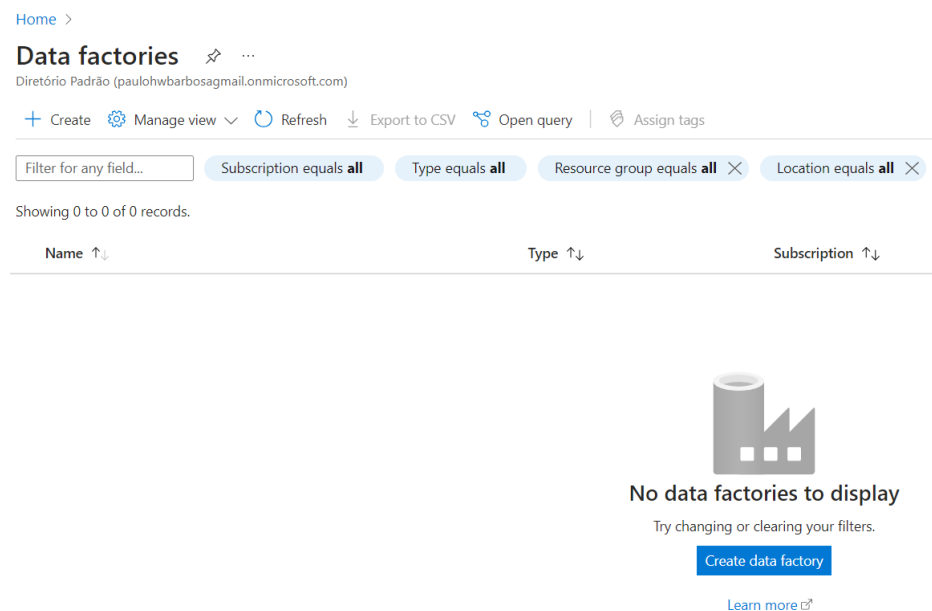 Home
Data factories
Diretório Padrão (paulohwbarbosagmail.onmicrosoft.com)
Create Manage view Refresh Export to CSV Open query Assign tags
Filter for any field... Subscription equals all Type equals all Resource group equals all Location equals all
Showing 0 to 0 of 0 records.
Name Type Subscription
No data factories to display
Try changing or clearing your filters.
Create data factory
Learn more